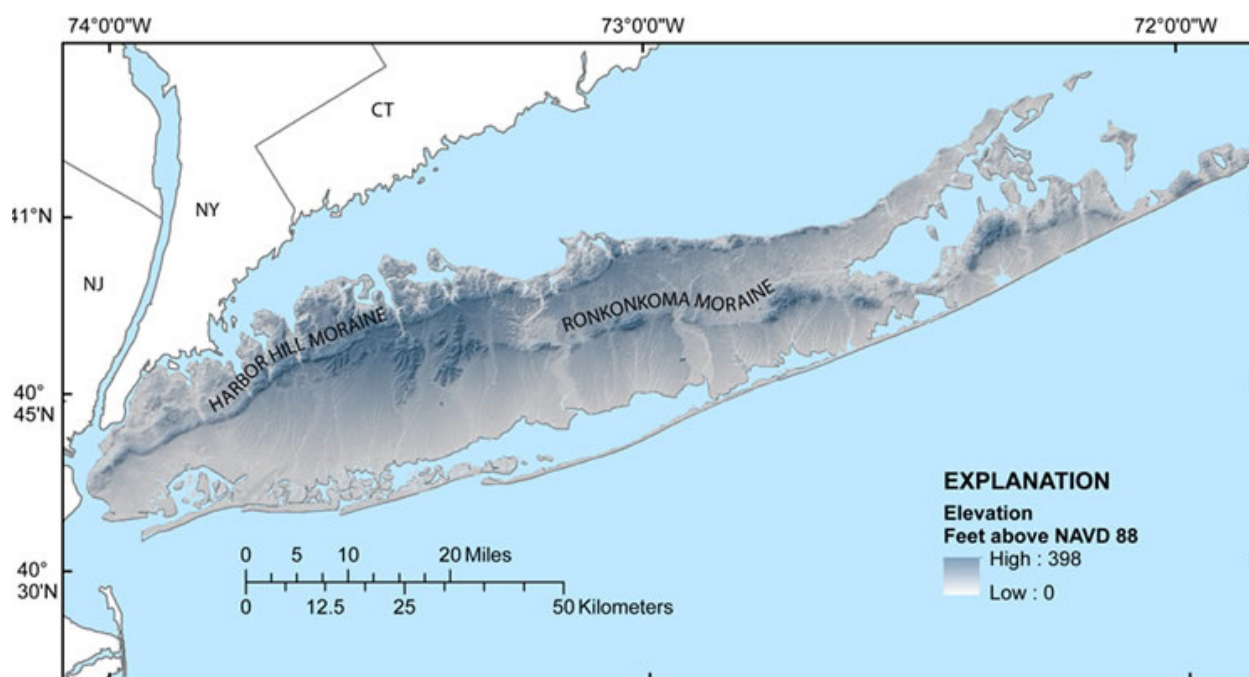 74°0'0"W
73°0'0"W
72°0'0"W
CT
41°N
NY
NJ
RONKONKOMA MORAINE
HARBOR HILL MORAINE
40°
45'N
EXPLANATION
Elevation
Feet above NAVD 88
High : 398
Low : 0
0 5 10 20 Miles
0 12.5 25 50 Kilometers
40°
30'N